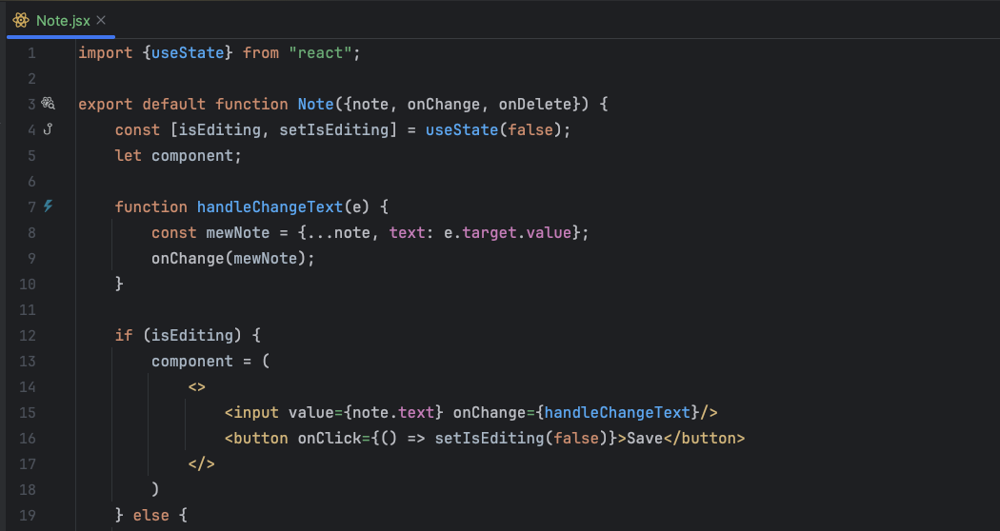 Note.jsx
1 import {useState} from "react";
2
3 export default function Note({note, onChange, onDelete}) {
4     const [isEditing, setIsEditing] = useState(false);
5     let component;
6
7     function handleChangeText(e) {
8         const mewNote = {...note, text: e.target.value};
9         onChange(mewNote);
10     }
11
12     if (isEditing) {
13         component = (
14             <>
15                 <input value={note.text} onChange={handleChangeText}/>
16                 <button onClick={() => setIsEditing(false)}>Save</button>
17             </>
18         )
19     } else {